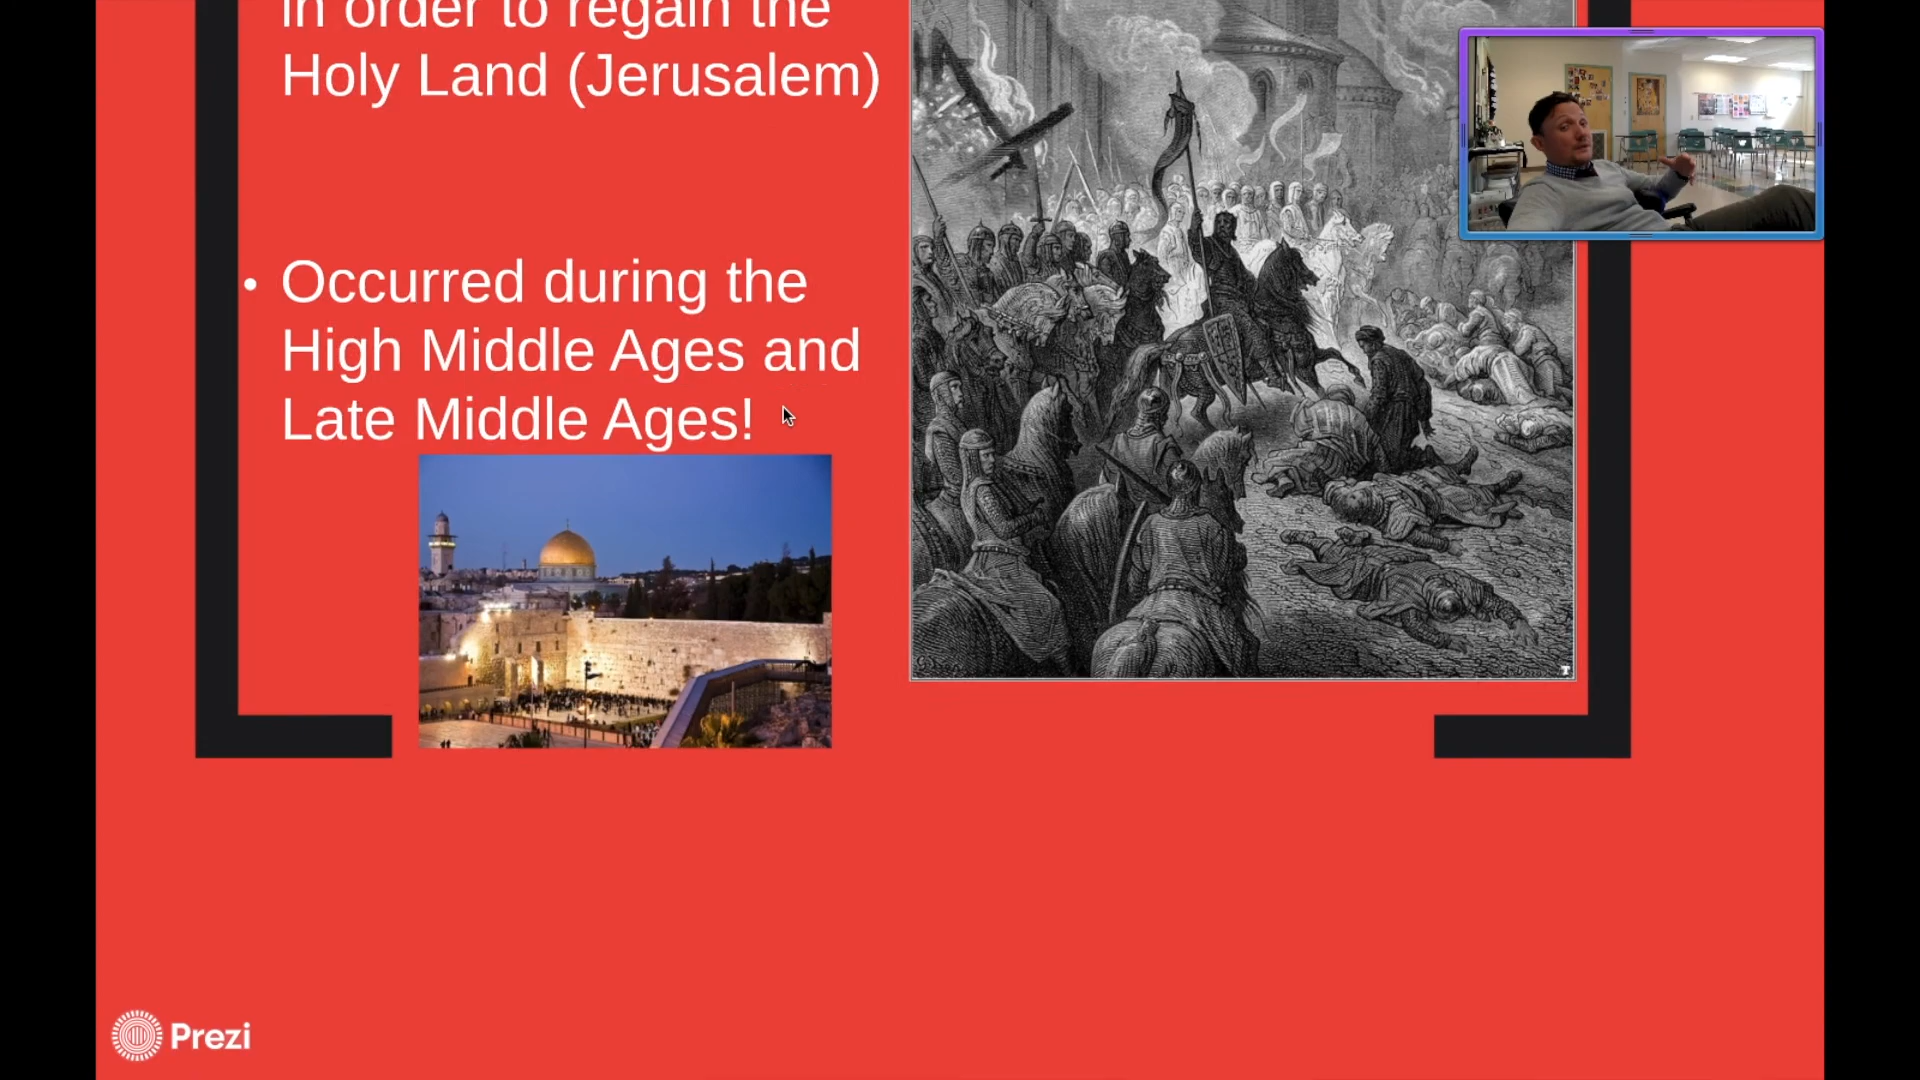 in order to regain the
Holy Land (Jerusalem)
• Occurred during the
High Middle Ages and
Late Middle Ages!
Prezi